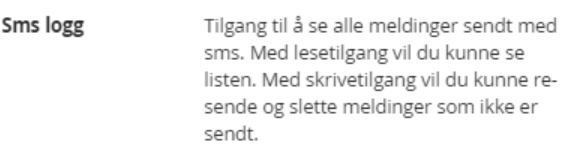 Sms logg
Tilgang til å se alle meldinger sendt med
sms. Med lesetilgang vil du kunne se
listen. Med skrivetilgang vil du kunne re-
sende og slette meldinger som ikke er
sendt.